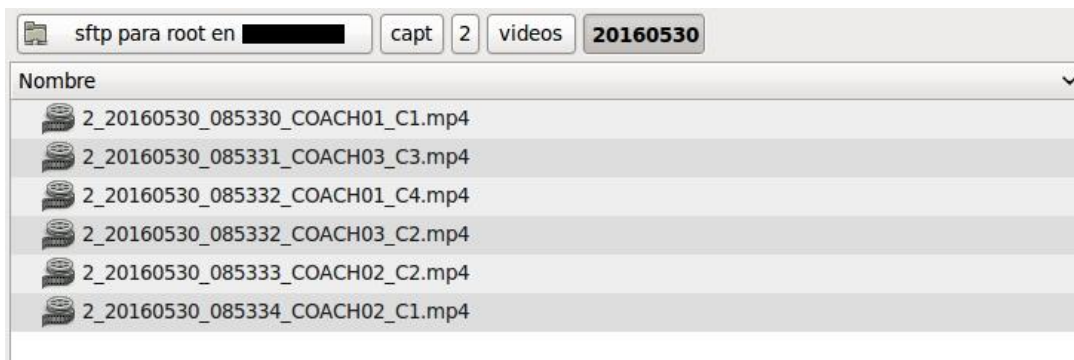 sftp para root en capt 2 videos 20160530
Nombre
2_20160530_085330_COACH01_C1.mp4
2_20160530_085331_COACH03_C3.mp4
2_20160530_085332_COACH01_C4.mp4
2_20160530_085332_COACH03_C2.mp4
2_20160530_085333_COACH02_C2.mp4
2_20160530_085334_COACH02_C1.mp4